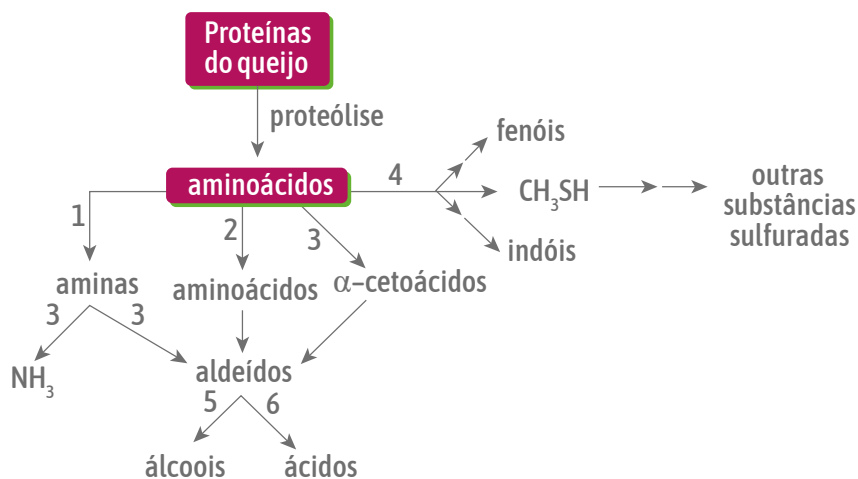 Proteínas
do queijo
proteólise
fenóis
aminoácidos
4
CH₃SH
outras
substâncias
sulfuradas
1
2
3
indóis
aminas
aminoácidos
α–cetoácidos
3
3
NH₃
aldeídos
5
6
álcoois
ácidos